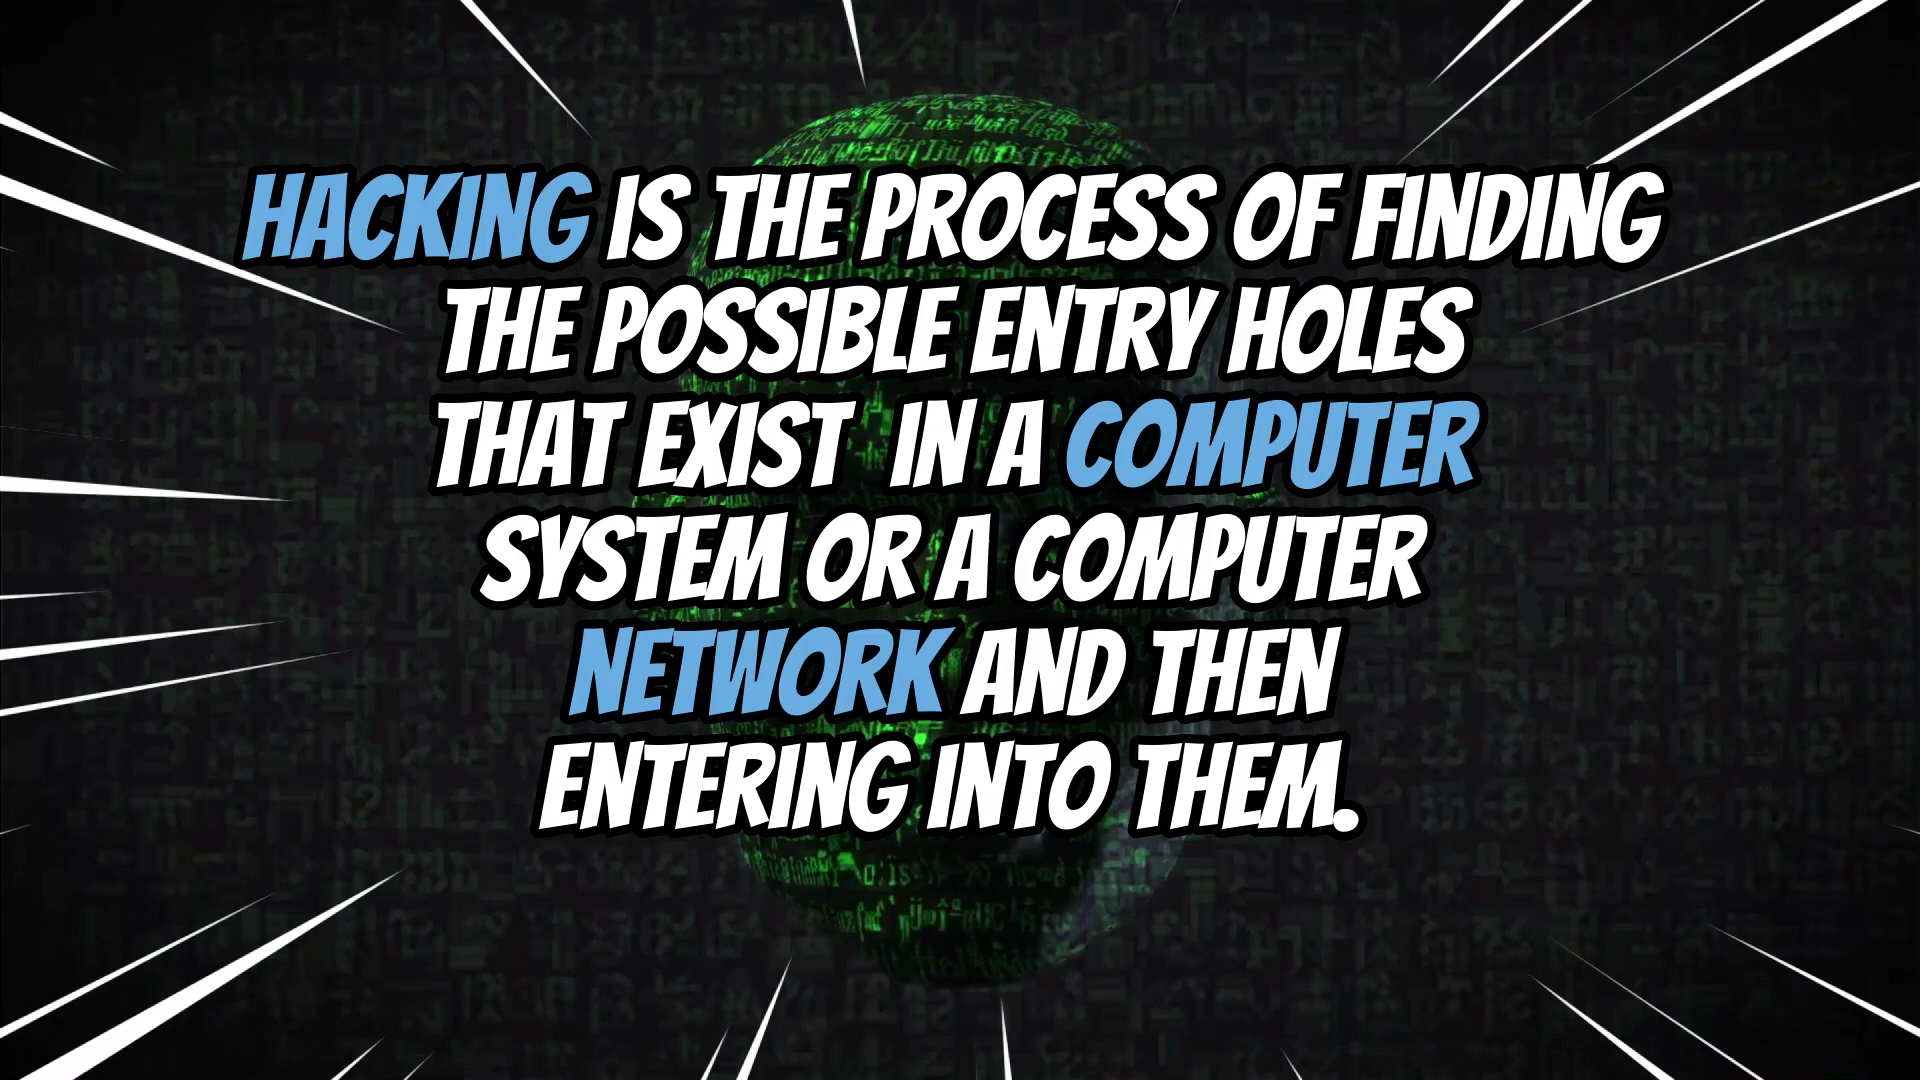 HACKING IS THE PROCESS OF FINDING
THE POSSIBLE ENTRY HOLES
THAT EXIST  IN A COMPUTER
SYSTEM OR A COMPUTER
NETWORK AND THEN
ENTERING INTO THEM.